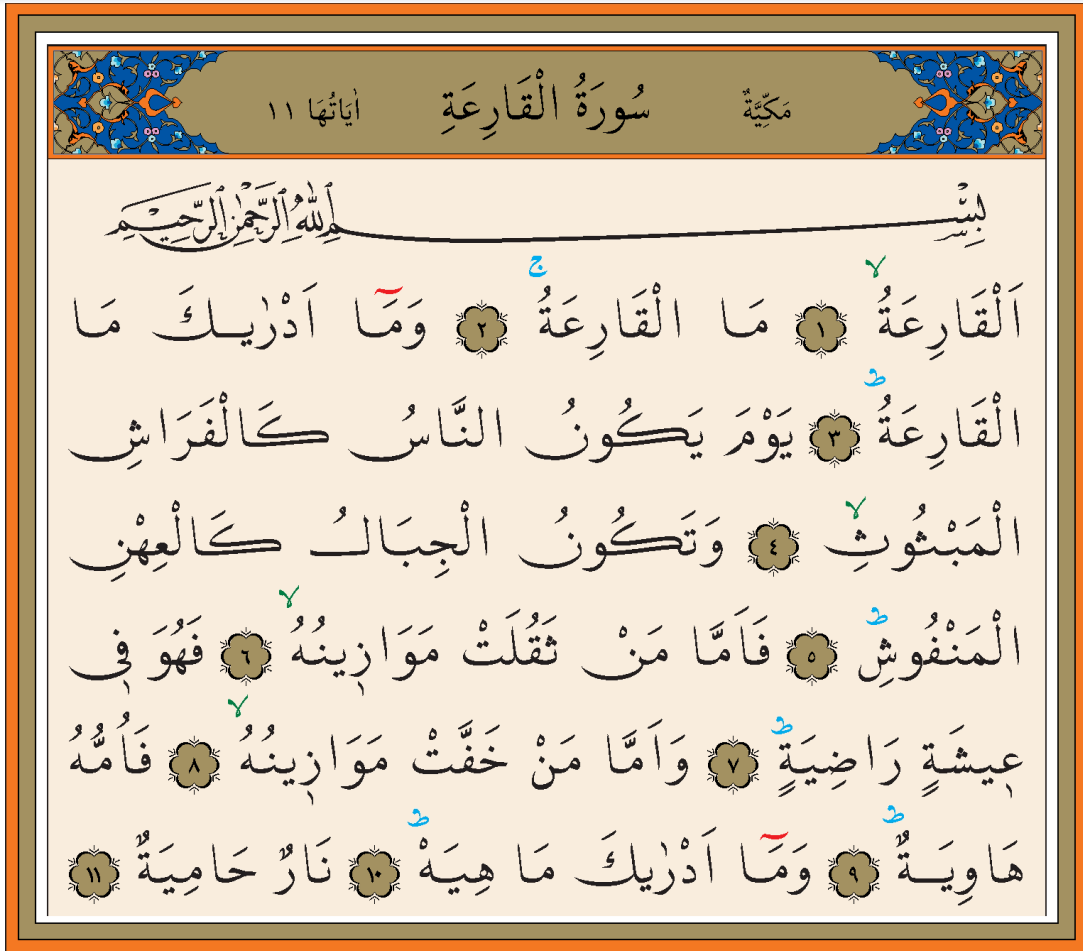 مَكِّيَّةٌ سُورَةُ الْقَارِعَةِ اٰيَاتُهَا ١١
بِسْمِ اللّٰهِ الرَّحْمٰنِ الرَّحِيمِ
اَلْقَارِعَةُۙ ١ مَا الْقَارِعَةُۚ ٢ وَمَٓا اَدْرٰيكَ مَا
الْقَارِعَةُۜ ٣ يَوْمَ يَكُونُ النَّاسُ كَالْفَرَاشِ
الْمَبْثُوثِۙ ٤ وَتَكُونُ الْجِبَالُ كَالْعِهْنِ
الْمَنْفُوشِۜ ٥ فَاَمَّا مَنْ ثَقُلَتْ مَوَازٖينُهُۙ ٦ فَهُوَ فٖى
عٖيشَةٍ رَاضِيَةٍۜ ٧ وَاَمَّا مَنْ خَفَّتْ مَوَازٖينُهُۙ ٨ فَاُمُّهُ
هَاوِيَةٌۜ ٩ وَمَٓا اَدْرٰيكَ مَا هِيَهْۜ ١٠ نَارٌ حَامِيَةٌ ١١